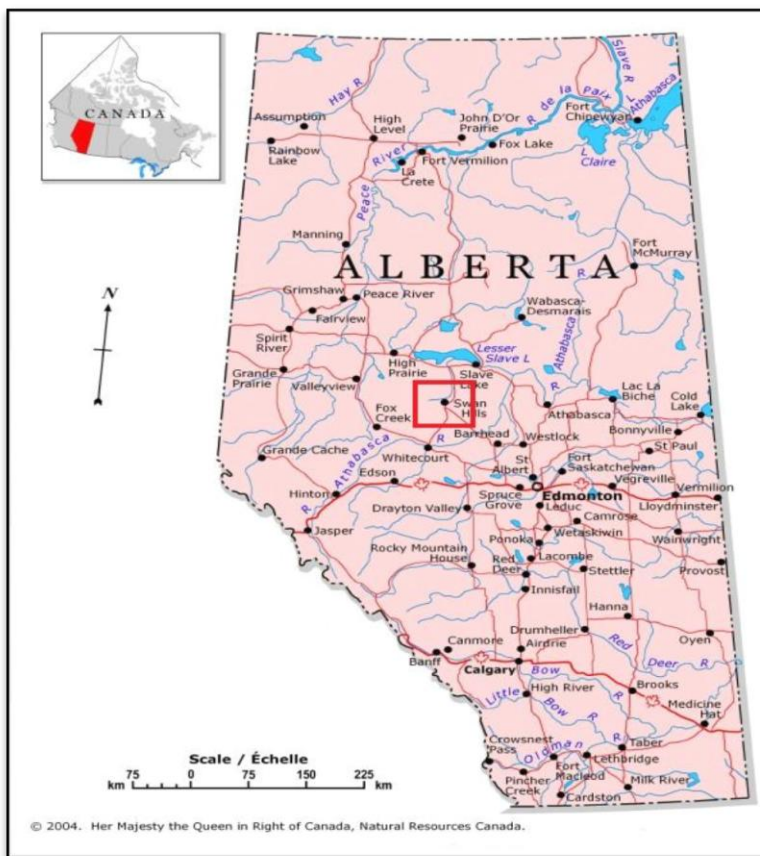 CANADA
Hay R
Slave R
R de la Paix
L Athabasca
Fort
Chipewyan
Assumption
High
Level
John D'Or
Prairie
Rainbow
Lake
Fort Vermilion
Fox Lake
L
Claire
La
Crete
Peace River
Manning
Fort
McMurray
N
ALBERTA
Grimshaw
Peace River
Fairview
Wabasca-
Desmarais
Athabasca R
Spirit
River
Lesser
Slave L
High
Prairie
Slave
Lake
Grande
Prairie
Valleyview
Swan
Hills
R
Lac La
Biche
Cold
Lake
Athabasca
Fox
Creek
Bonnyville
Barrhead
Westlock
St Paul
Grande Cache
R Athabasca R
Whitecourt
St
Albert
Fort
Saskatchewan
Edson
Vegreville
Vermilion
Hinton
Spruce
Grove
Edmonton
Lloydminster
Drayton Valley
Leduc
Camrose
Jasper
Ponoka
Wetaskiwin
Wainwright
Rocky Mountain
House
Red
Deer
Lacombe
Stettler
Provost
Innisfail
Hanna
Drumheller
Oyen
Canmore
Airdrie
Red Deer R
Banff
Calgary
Bow R
Little Bow R
High River
Brooks
Medicine
Hat
Crowsnest
Pass
Oldman R
Taber
Scale / Échelle
Fort
Macleod
Lethbridge
75 0 75 150 225
km km
Pincher
Creek
Milk River
Cardston
© 2004. Her Majesty the Queen in Right of Canada, Natural Resources Canada.